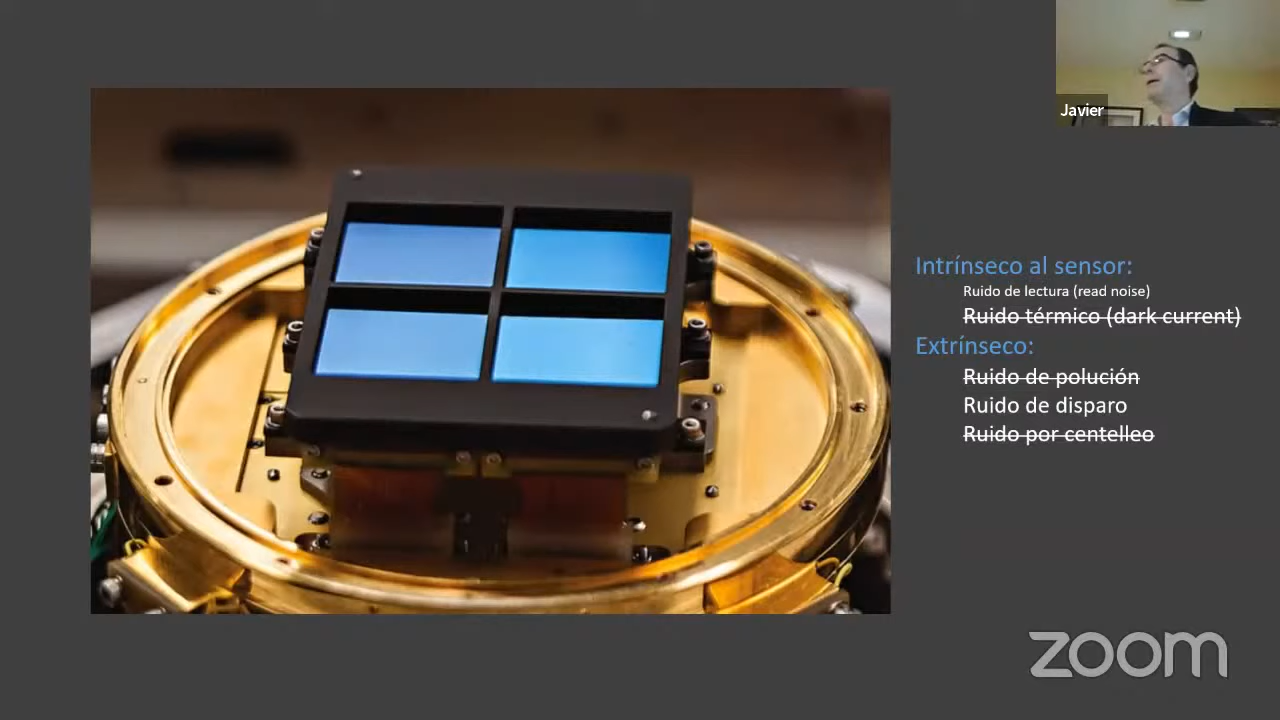 Javier
Intrínseco al sensor:
Ruido de lectura (read noise)
Ruido térmico (dark current)
Extrínseco:
Ruido de polución
Ruido de disparo
Ruido por centelleo
zoom